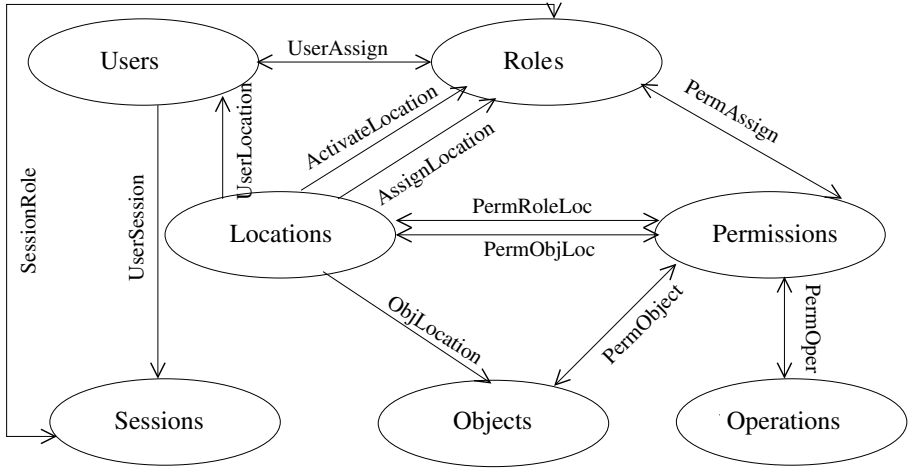 Users
UserAssign
Roles
PermAssign
ActivateLocation
AssignLocation
UserLocation
SessionRole
UserSession
Locations
PermRoleLoc
PermObjLoc
Permissions
ObjLocation
PermObject
PermOper
Sessions
Objects
Operations